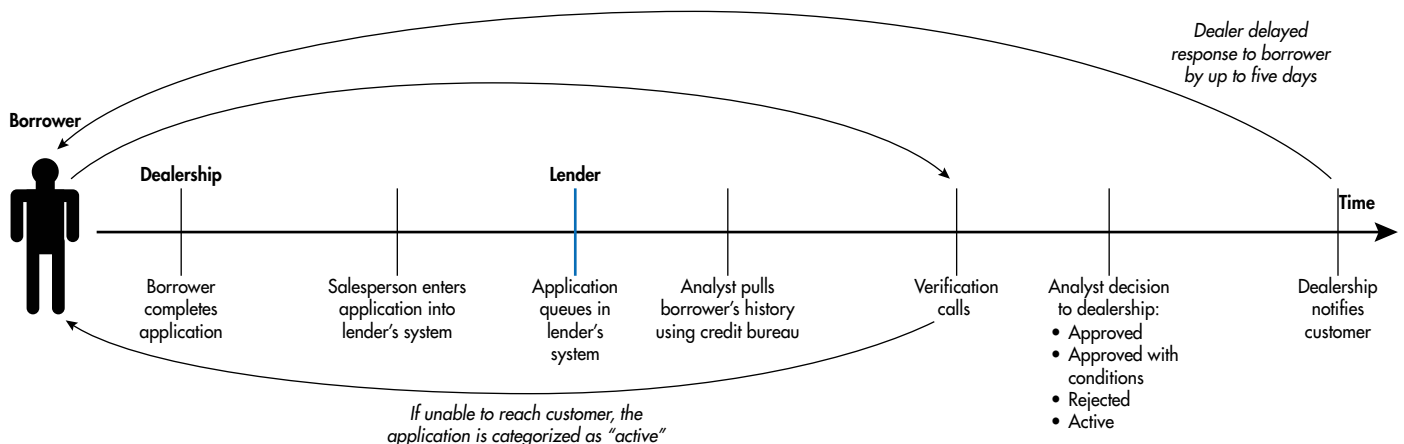 Dealer delayed
response to borrower
by up to five days
Borrower
Dealership
Lender
Time
Borrower
completes
application
Salesperson enters
application into
lender's system
Application
queues in
lender's
system
Analyst pulls
borrower's history
using credit bureau
Verification
calls
Analyst decision
to dealership:
• Approved
• Approved with
conditions
• Rejected
• Active
Dealership
notifies
customer
If unable to reach customer, the
application is categorized as “active”